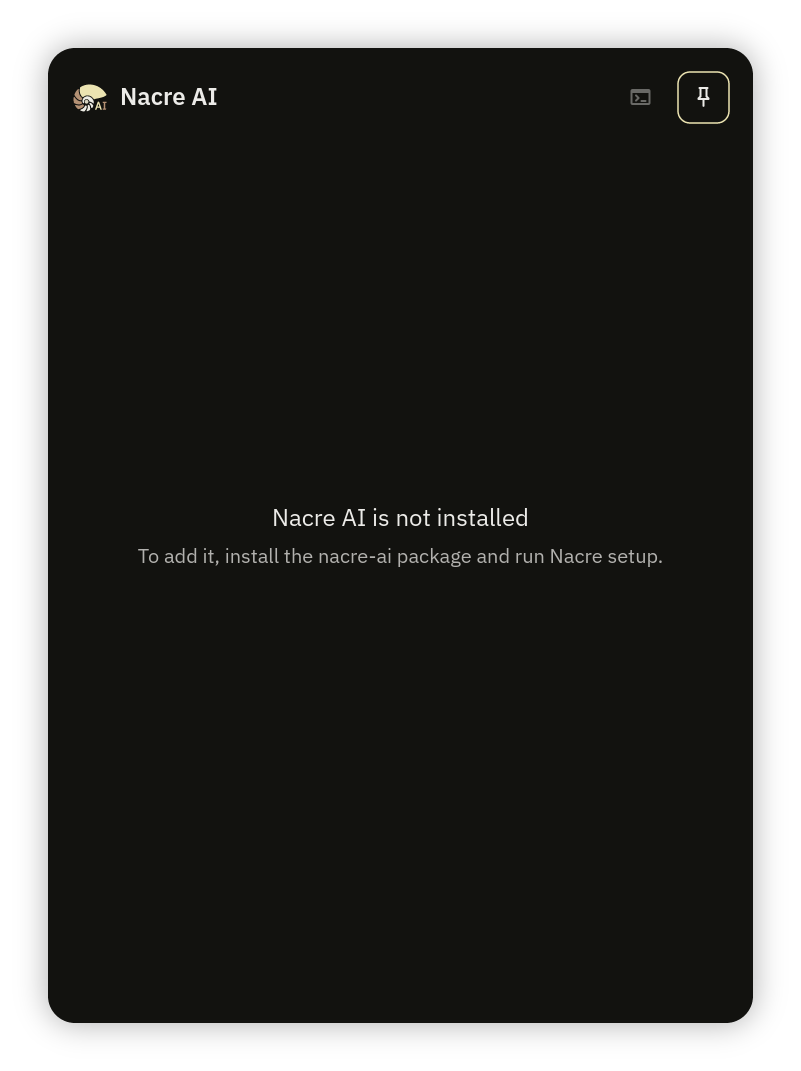 AI
Nacre AI
Nacre AI is not installed
To add it, install the nacre-ai package and run Nacre setup.